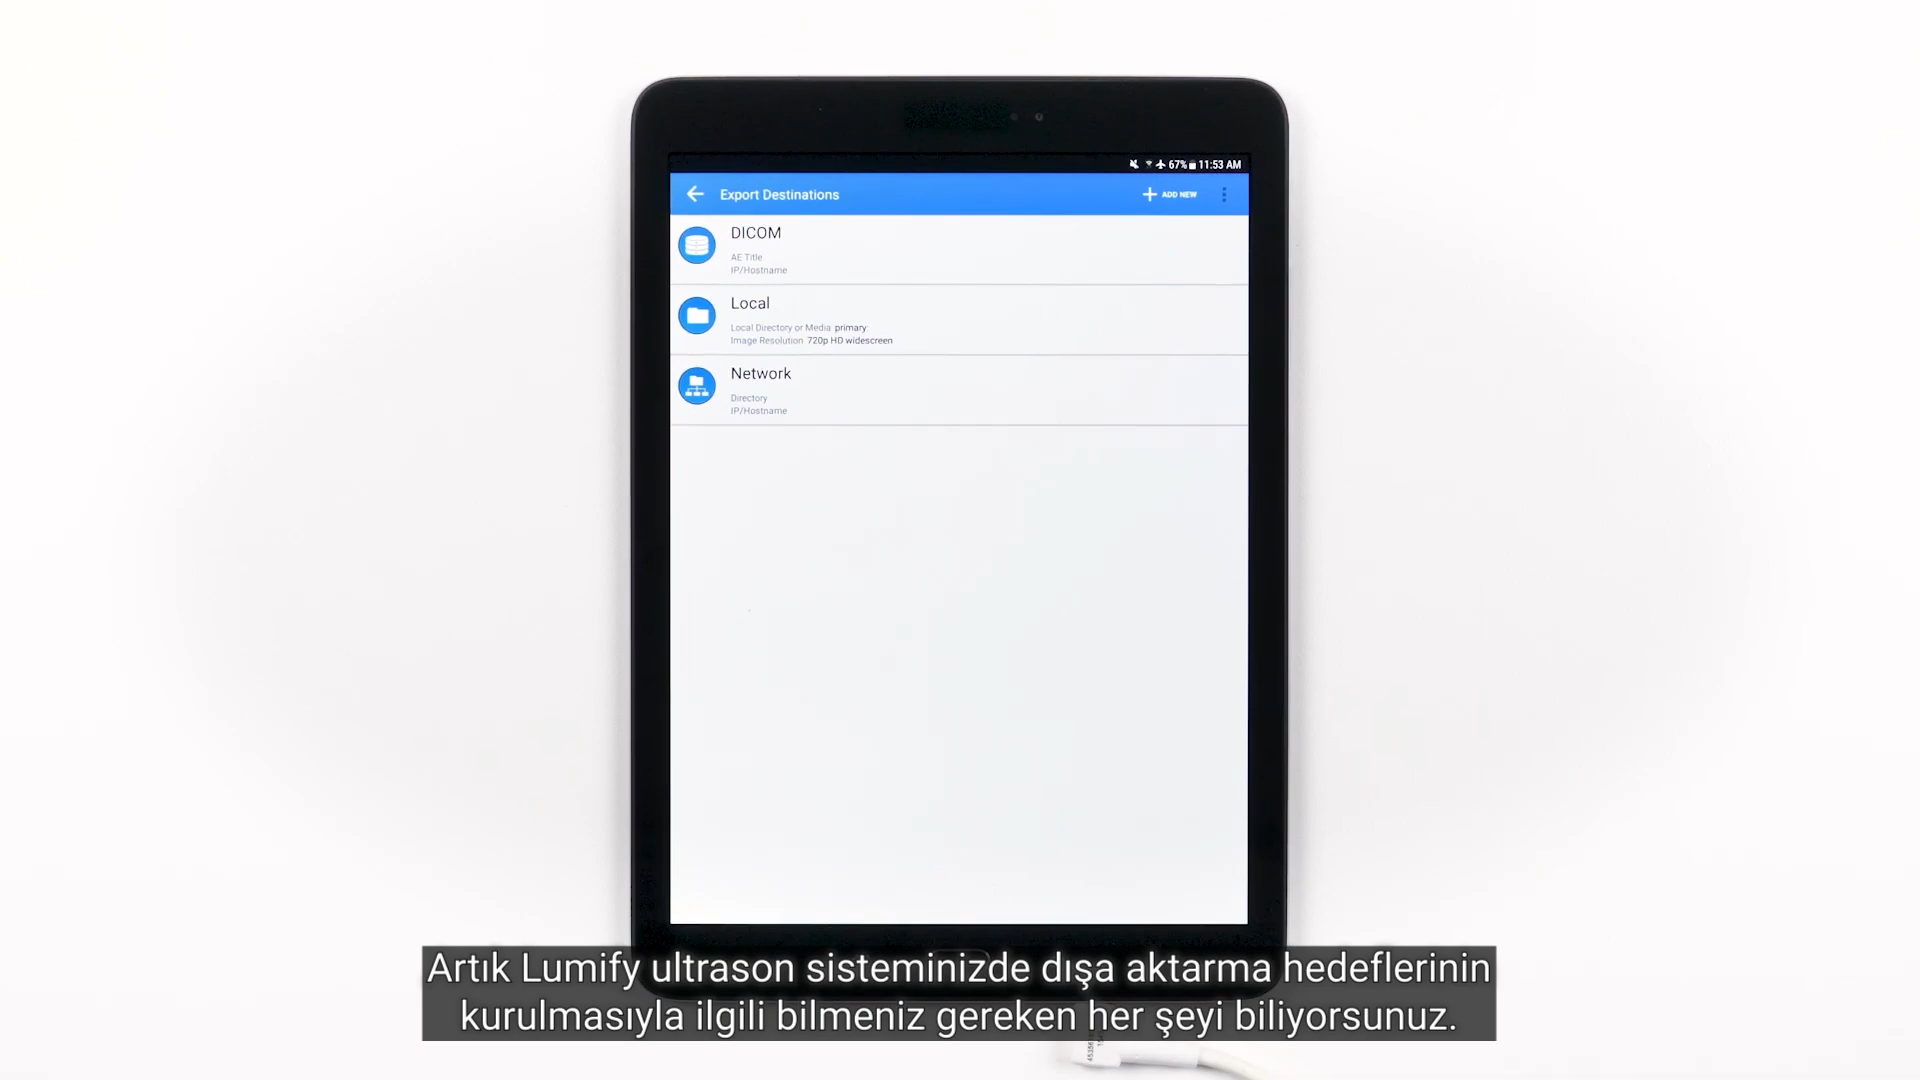 67% 11:53 AM
Export Destinations
ADD NEW
DICOM
AE Title
IP/Hostname
Local
Local Directory or Media primary:
Image Resolution 720p HD widescreen
Network
Directory
IP/Hostname
Artık Lumify ultrason sisteminizde dışa aktarma hedeflerinin
kurulmasıyla ilgili bilmeniz gereken her şeyi biliyorsunuz.